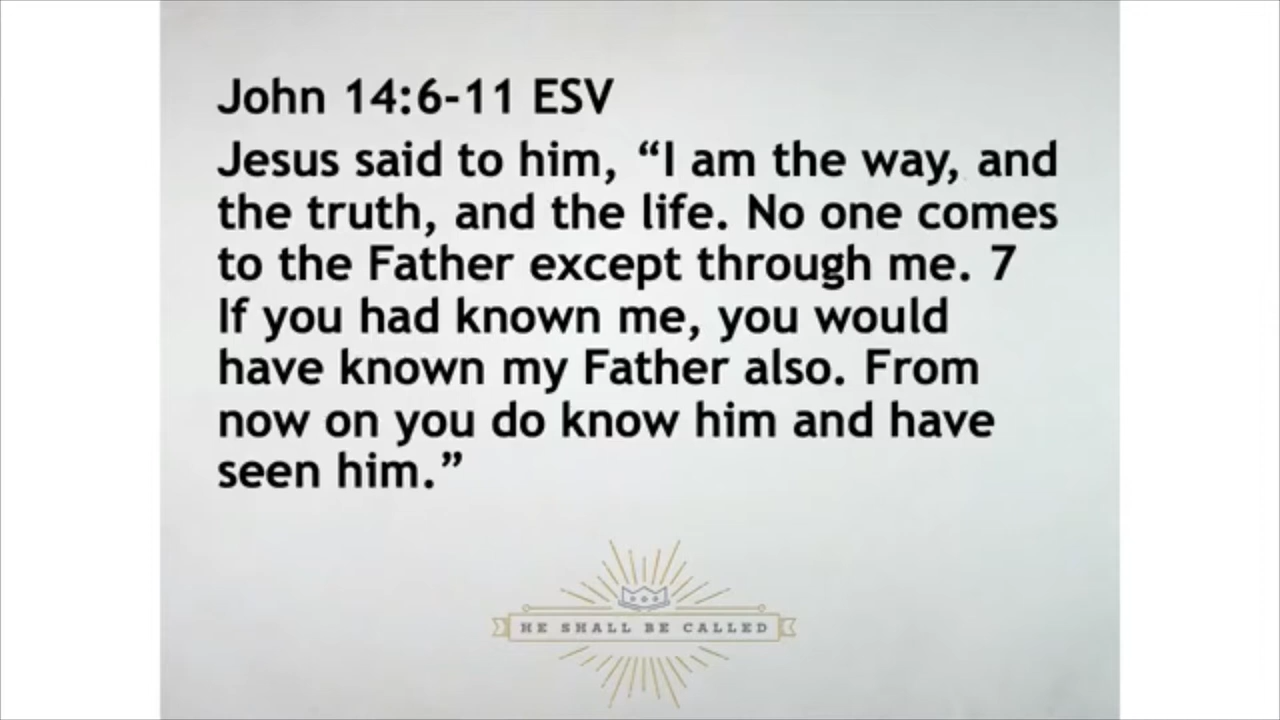 John 14:6-11 ESV
Jesus said to him, “I am the way, and
the truth, and the life. No one comes
to the Father except through me. 7
If you had known me, you would
have known my Father also. From
now on you do know him and have
seen him.”
HE SHALL BE CALLED